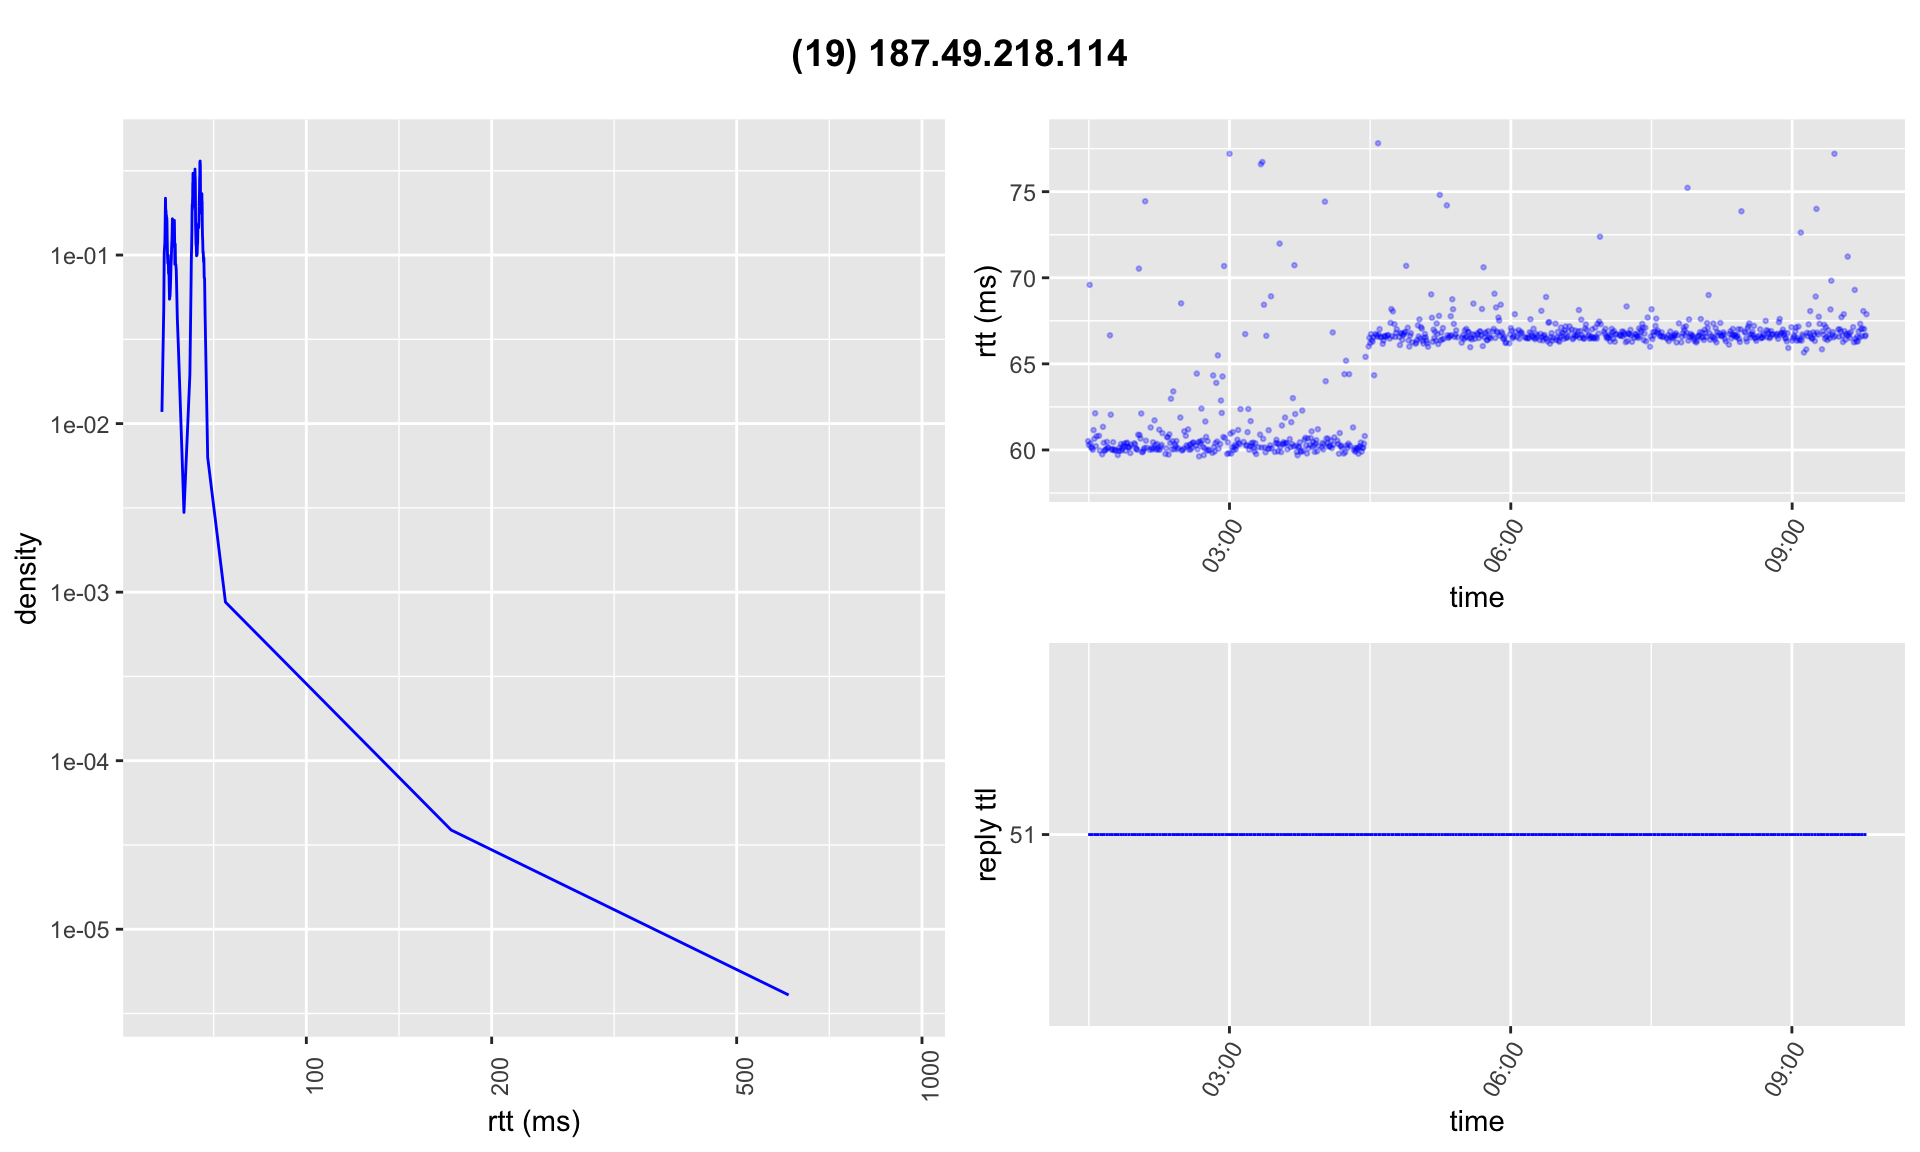 (19) 187.49.218.114
density
1e-01
1e-02
1e-03
1e-04
1e-05
100
200
500
1000
rtt (ms)
rtt (ms)
75
70
65
60
03:00
06:00
09:00
time
reply ttl
51
03:00
06:00
09:00
time